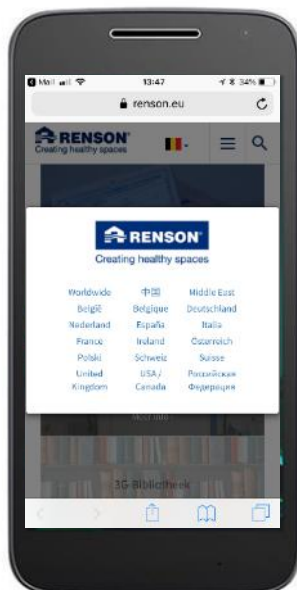 Mail 13:47 34%
renson.eu
RENSON
Creating healthy spaces
RENSON
Creating healthy spaces
Worldwide 中国 Middle East
België Belgique Deutschland
Nederland España Italia
France Ireland Österreich
Polski Schweiz Suisse
United Kingdom USA / Canada Российская Федерация
Meer info
3G Bibliotheek